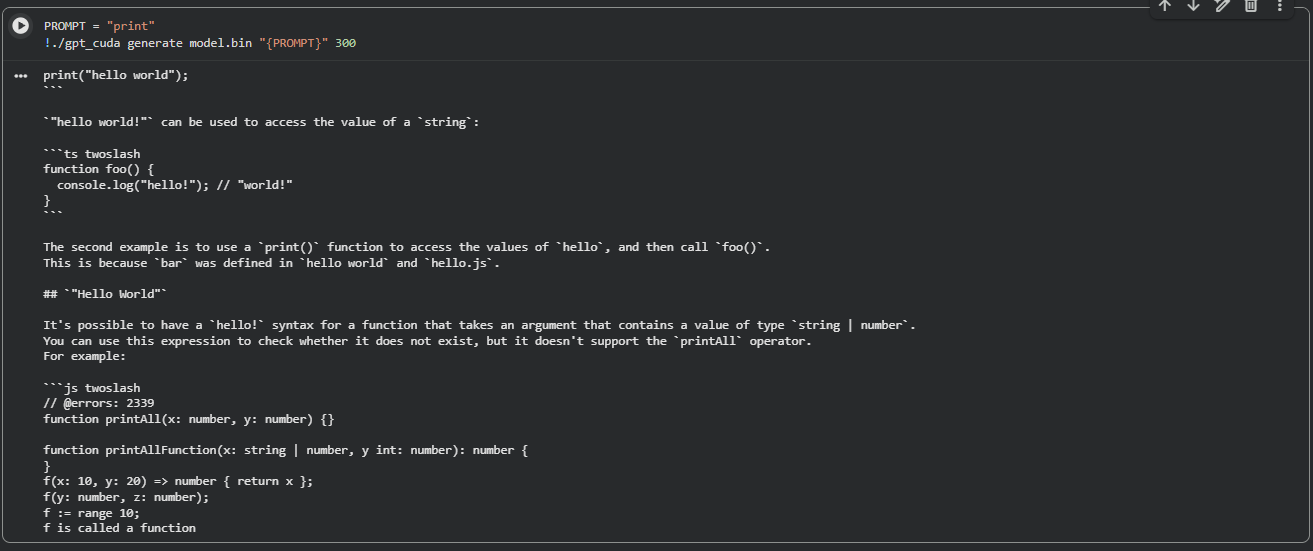 PROMPT = "print"
!./gpt_cuda generate model.bin "{PROMPT}" 300
print("hello world");
```
`"hello world!"` can be used to access the value of a `string`:
```ts twoslash
function foo() {
  console.log("hello!"); // "world!"
}
```
The second example is to use a `print()` function to access the values of `hello`, and then call `foo()`.
This is because `bar` was defined in `hello world` and `hello.js`.
## `"Hello World"`
It's possible to have a `hello!` syntax for a function that takes an argument that contains a value of type `string | number`.
You can use this expression to check whether it does not exist, but it doesn't support the `printAll` operator.
For example:
```js twoslash
// @errors: 2339
function printAll(x: number, y: number) {}
function printAllFunction(x: string | number, y int: number): number {
}
f(x: 10, y: 20) => number { return x };
f(y: number, z: number);
f := range 10;
f is called a function